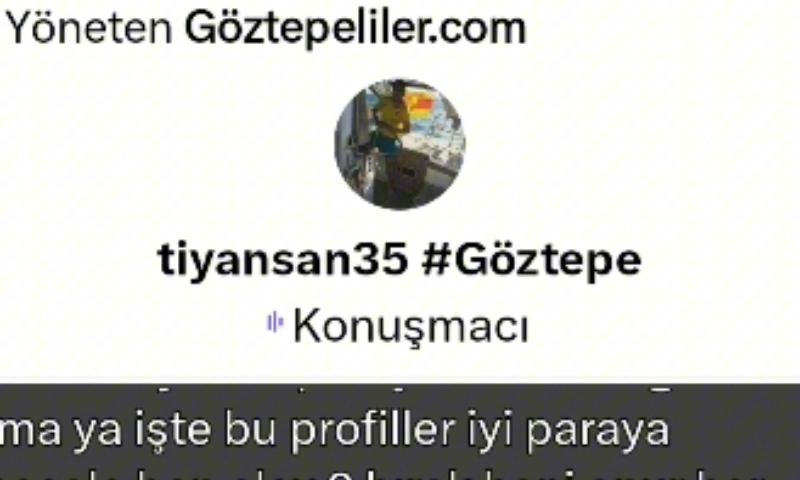 Yöneten Göztepeliler.com
tiyansan35 #Göztepe
Konuşmacı
ma ya işte bu profiller iyi paraya